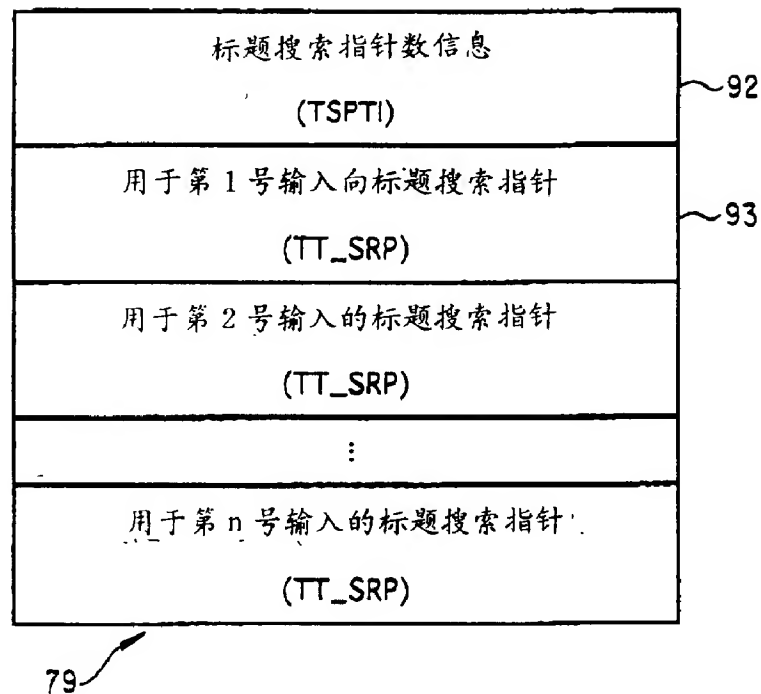 标题搜索指针数信息
(TSPTI)
92
用于第1号输入向标题搜索指针
(TT_SRP)
93
用于第2号输入的标题搜索指针
(TT_SRP)
⋮
用于第n号输入的标题搜索指针
(TT_SRP)
79